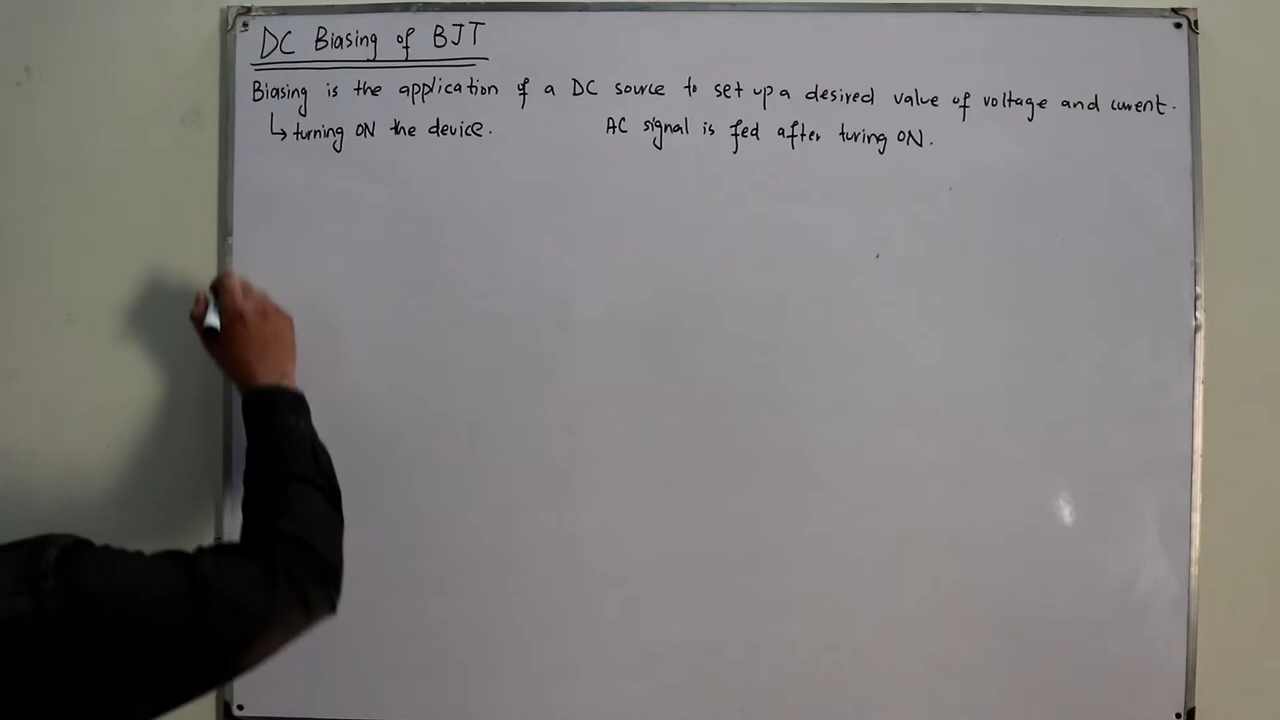 DC Biasing of BJT
Biasing is the application of a DC source to set up a desired value of voltage and current.
↳ turning ON the device. AC signal is fed after turing ON.